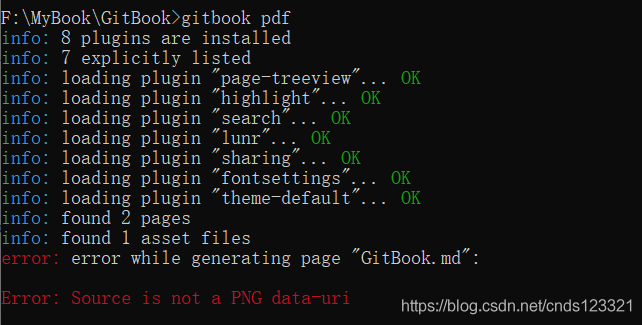 F:\MyBook\GitBook>gitbook pdf
info: 8 plugins are installed
info: 7 explicitly listed
info: loading plugin "page-treeview"... OK
info: loading plugin "highlight"... OK
info: loading plugin "search"... OK
info: loading plugin "lunr"... OK
info: loading plugin "sharing"... OK
info: loading plugin "fontsettings"... OK
info: loading plugin "theme-default"... OK
info: found 2 pages
info: found 1 asset files
error: error while generating page "GitBook.md":
Error: Source is not a PNG data-uri
https://blog.csdn.net/cnds123321